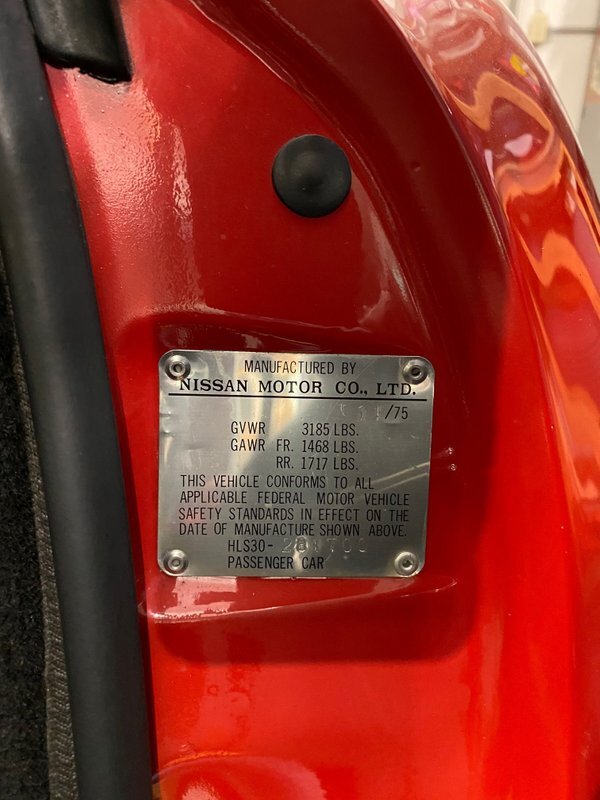 MANUFACTURED BY
NISSAN MOTOR CO., LTD.
/75
GVWR 3185 LBS.
GAWR FR. 1468 LBS.
RR. 1717 LBS.
THIS VEHICLE CONFORMS TO ALL
APPLICABLE FEDERAL MOTOR VEHICLE
SAFETY STANDARDS IN EFFECT ON THE
DATE OF MANUFACTURE SHOWN ABOVE.
HLS30-
PASSENGER CAR